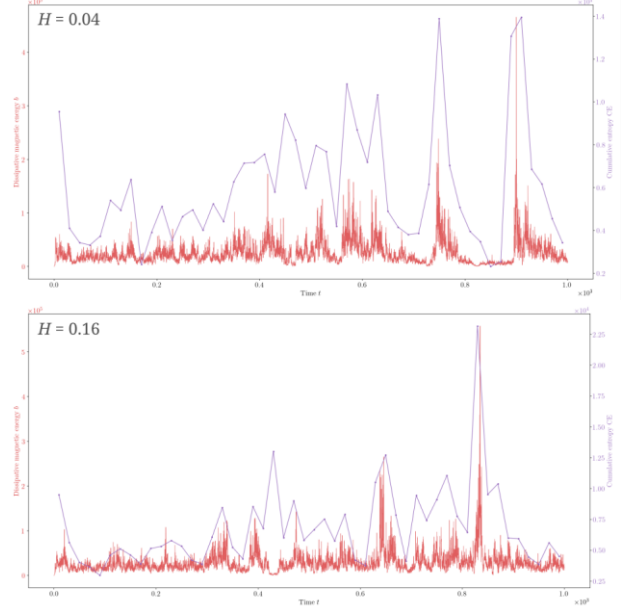 H = 0.04
Dissipative magnetic energy b
4
3
2
1
0
1.4
1.2
1.0
0.8
0.6
0.4
0.2
Cumulative entropy CE
0.0 0.2 0.4 0.6 0.8 1.0
Time t
H = 0.16
Dissipative magnetic energy b
5
4
3
2
1
0
2.25
2.00
1.75
1.50
1.25
1.00
0.75
0.50
0.25
Cumulative entropy CE
0.0 0.2 0.4 0.6 0.8 1.0
Time t